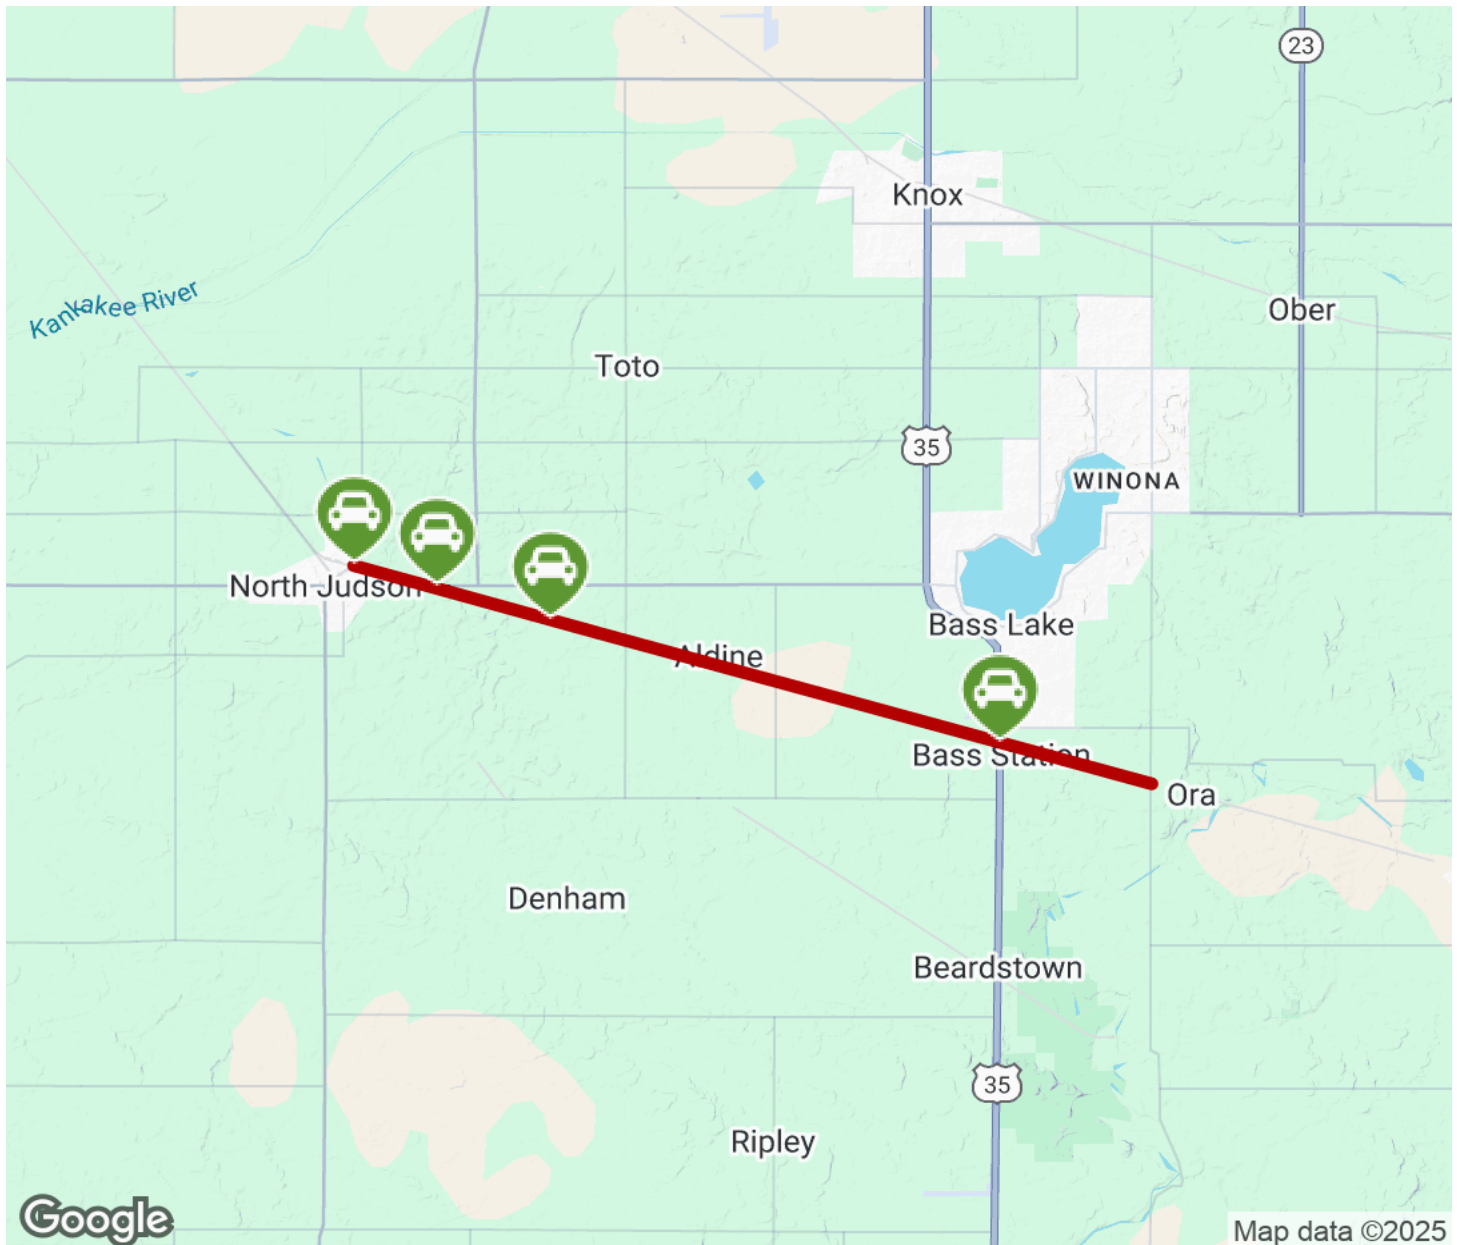 23
Knox
Kankakee River
Ober
Toto
35
WINONA
North Judson
Bass Lake
Aldine
Bass Station
Ora
Denham
Beardstown
35
Ripley
Google
Map data ©2025